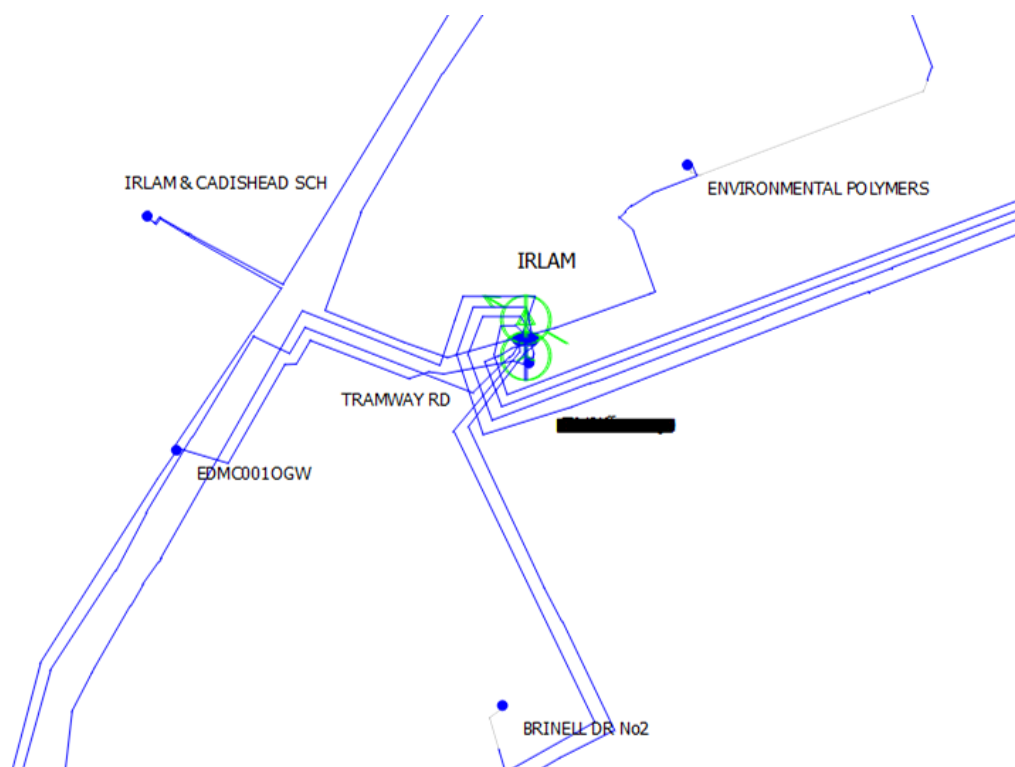 IRLAM & CADISHEAD SCH
ENVIRONMENTAL POLYMERS
IRLAM
TRAMWAY RD
EDMC001OGW
BRINELL DR No2